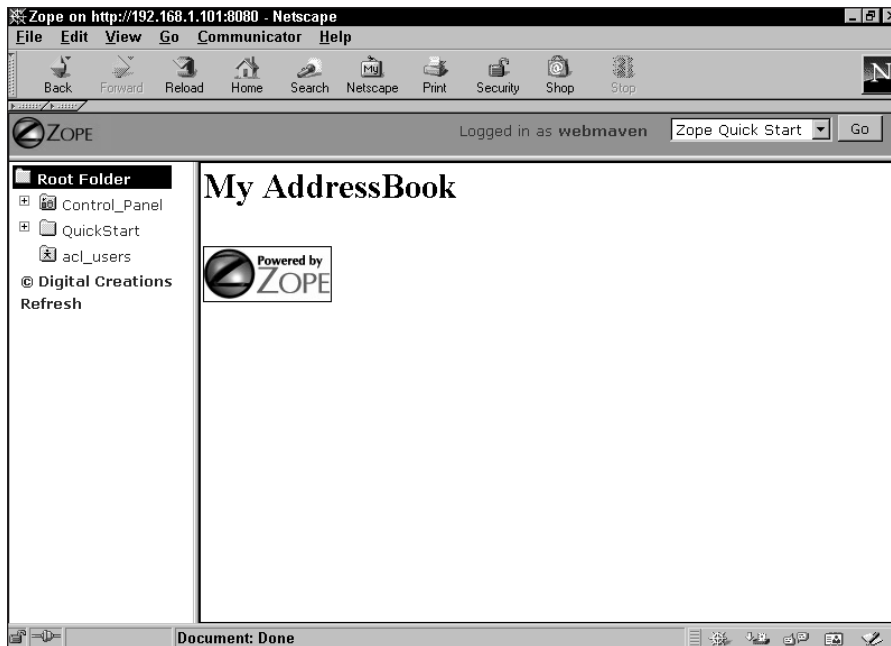 Zope on http://192.168.1.101:8080 - Netscape
File Edit View Go Communicator Help
My
N
Back Forward Reload Home Search Netscape Print Security Shop Stop
ZOPE
Logged in as webmaven
Zope Quick Start
Go
Root Folder
Control_Panel
QuickStart
acl_users
© Digital Creations
Refresh
My AddressBook
Powered by
ZOPE
Document: Done